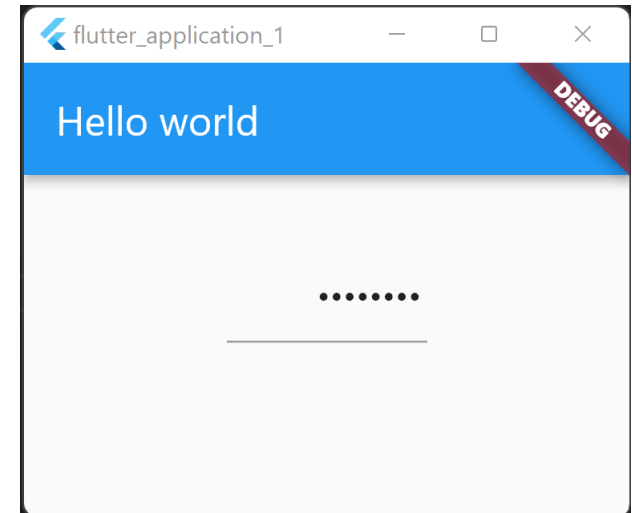 flutter_application_1
DEBUG
Hello world
••••••••